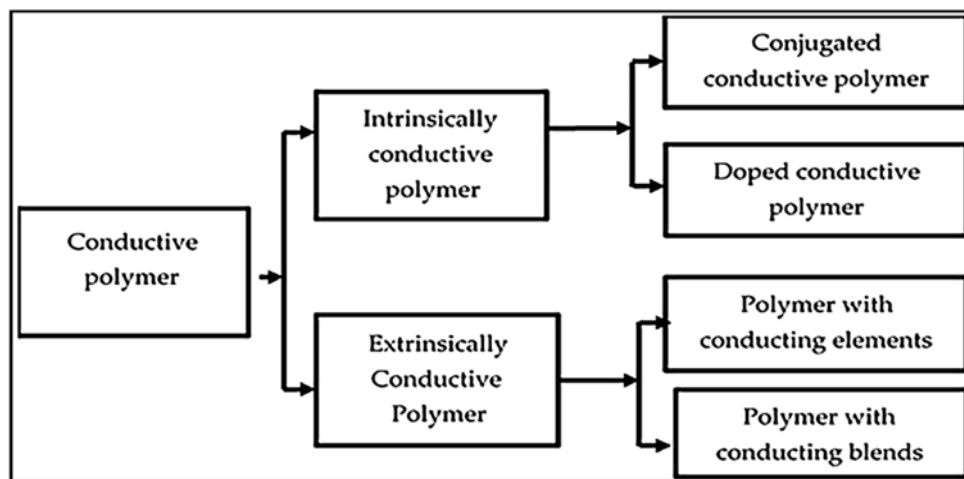 Conductive
polymer
Intrinsically
conductive
polymer
Conjugated
conductive polymer
Doped conductive
polymer
Extrinsically
Conductive
Polymer
Polymer with
conducting elements
Polymer with
conducting blends